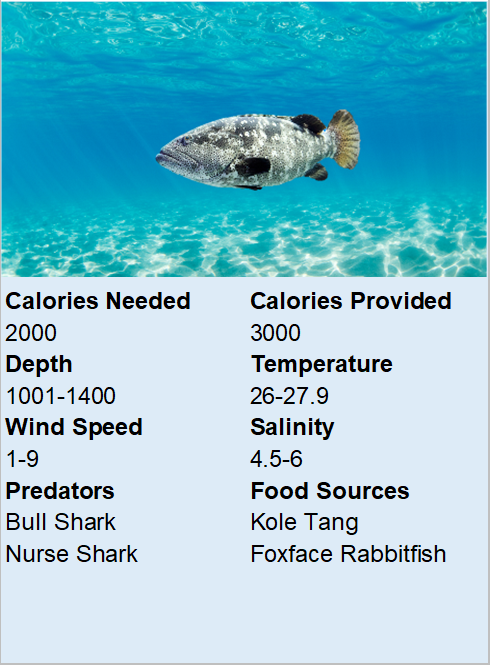 Calories Needed
Calories Provided
2000
3000
Depth
Temperature
1001-1400
26-27.9
Wind Speed
Salinity
1-9
4.5-6
Predators
Food Sources
Bull Shark
Kole Tang
Nurse Shark
Foxface Rabbitfish